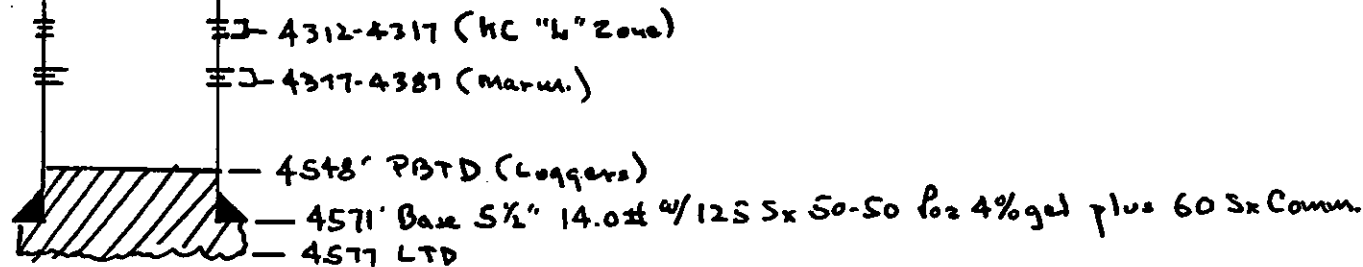 4312-4317 (KC "L" Zone)
4377-4387 (Marm.)
4548' PBTD (Loggers)
4571' Base 5½" 14.0# w/ 125 Sx 50-50 Poz 4% gel plus 60 Sx Comm.
4577 LTD